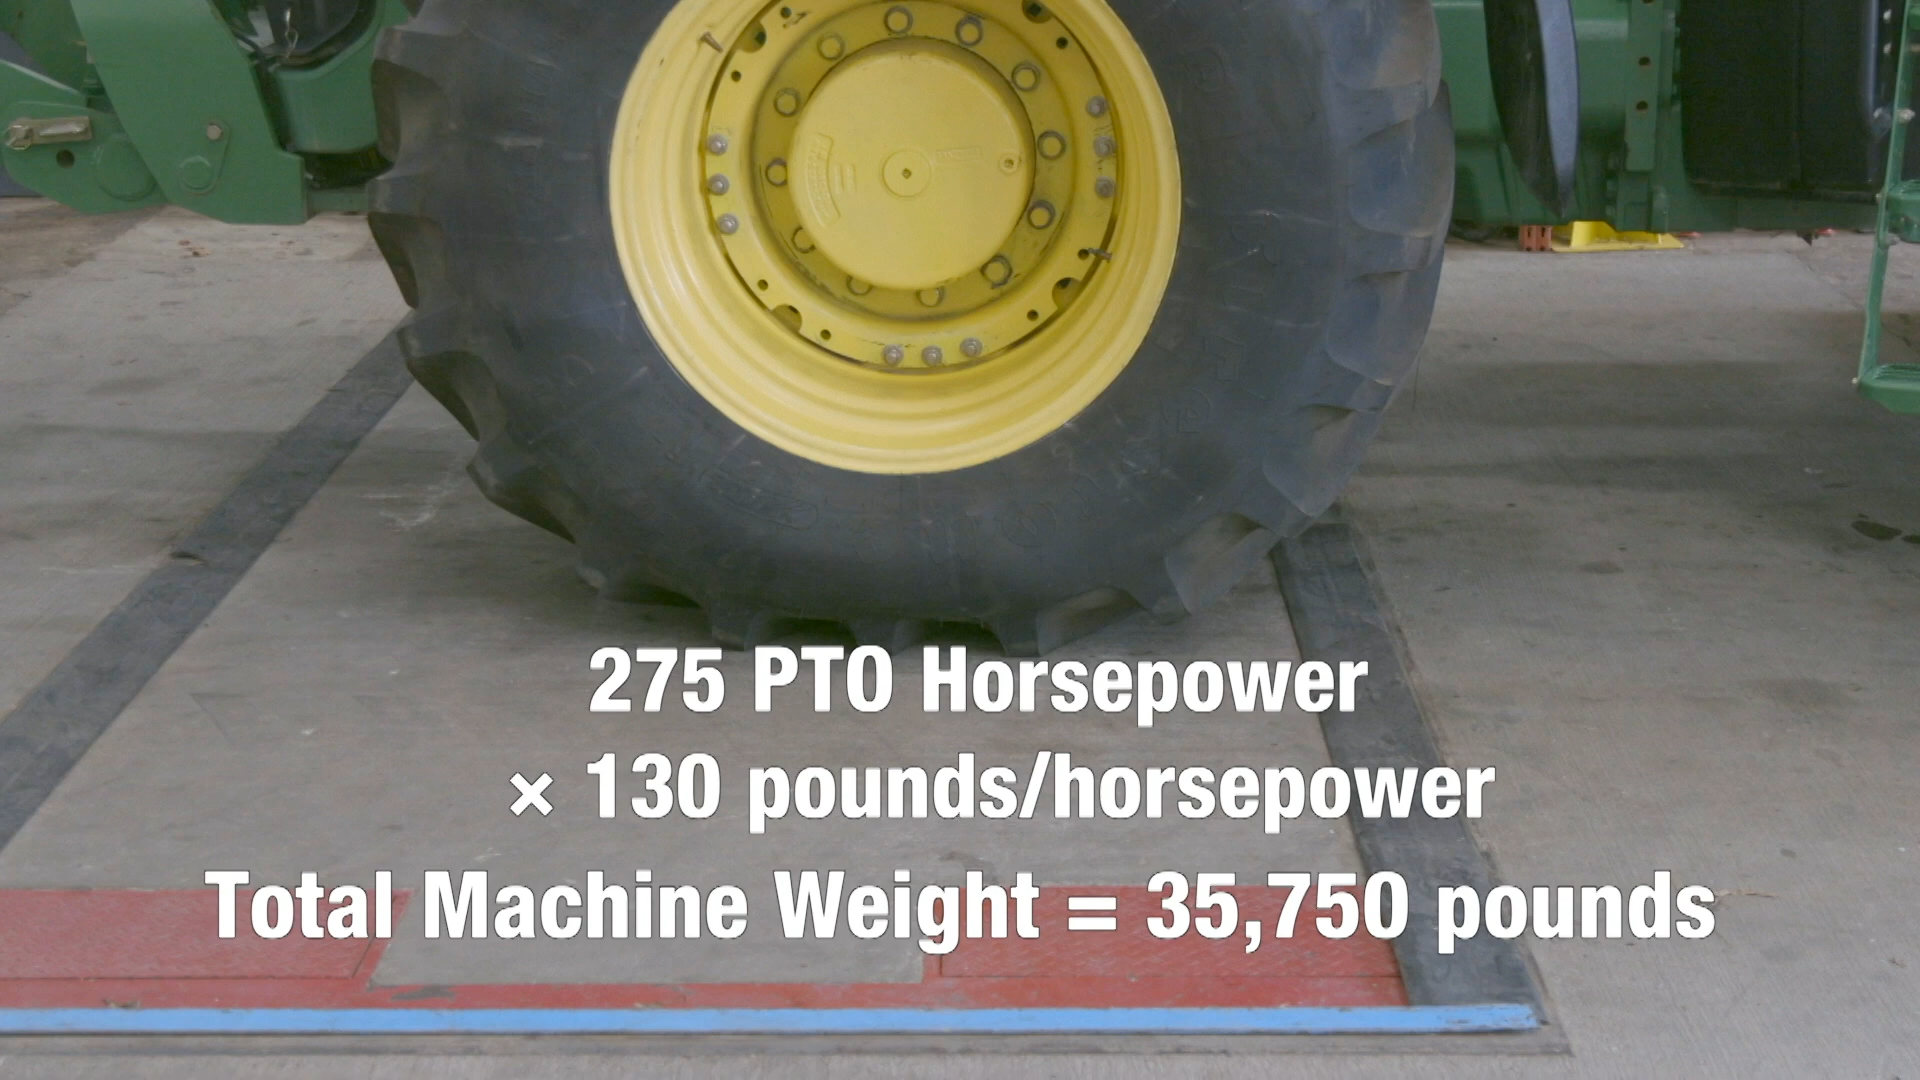 275 PTO Horsepower
× 130 pounds/horsepower
Total Machine Weight = 35,750 pounds